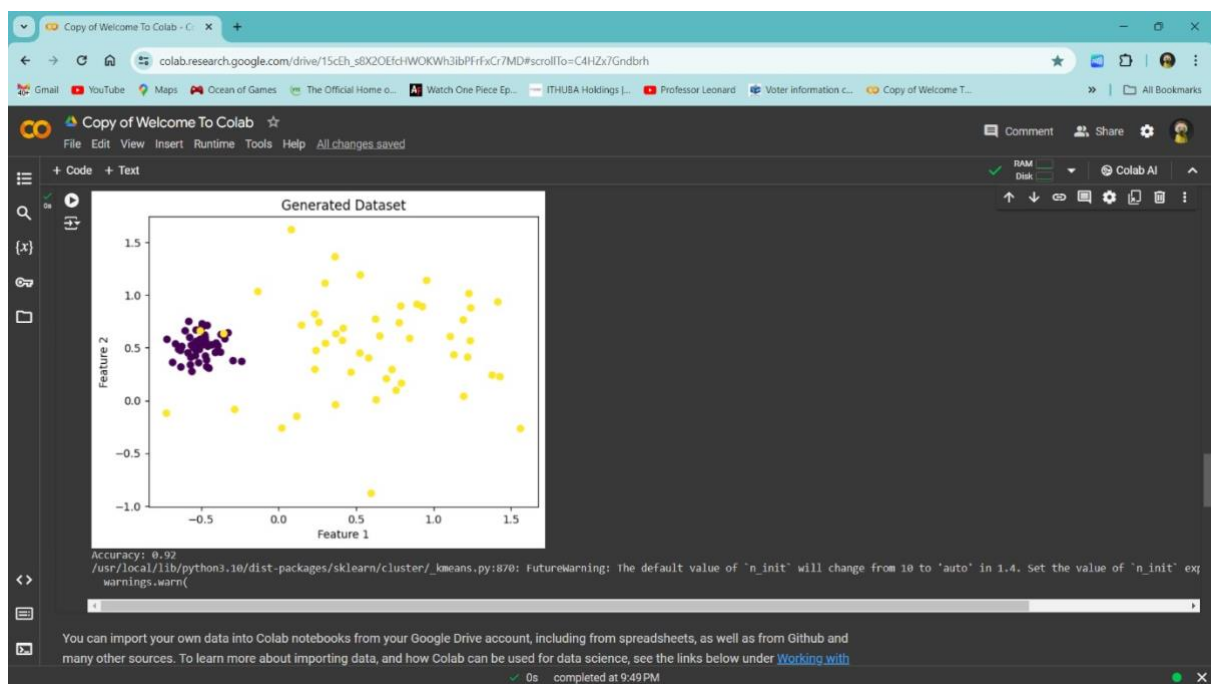 Copy of Welcome To Colab - C
colab.research.google.com/drive/15cEh_s8X2OEfcHWOKWh3ibPFrFxCr7MD#scrollTo=C4HZx7Gndbrh
Gmail YouTube Maps Ocean of Games The Official Home o... Watch One Piece Ep... ITHUBA Holdings |... Professor Leonard Voter information c... Copy of Welcome T... » All Bookmarks
CO Copy of Welcome To Colab
File Edit View Insert Runtime Tools Help All changes saved
Comment Share
+ Code + Text
RAM
Disk
Colab AI
0s
{x}
Generated Dataset
1.5
1.0
0.5
0.0
−0.5
−1.0
Feature 2
−0.5 0.0 0.5 1.0 1.5
Feature 1
Accuracy: 0.92
/usr/local/lib/python3.10/dist-packages/sklearn/cluster/_kmeans.py:870: FutureWarning: The default value of `n_init` will change from 10 to 'auto' in 1.4. Set the value of `n_init` exp
warnings.warn(
You can import your own data into Colab notebooks from your Google Drive account, including from spreadsheets, as well as from Github and
many other sources. To learn more about importing data, and how Colab can be used for data science, see the links below under Working with
0s completed at 9:49 PM